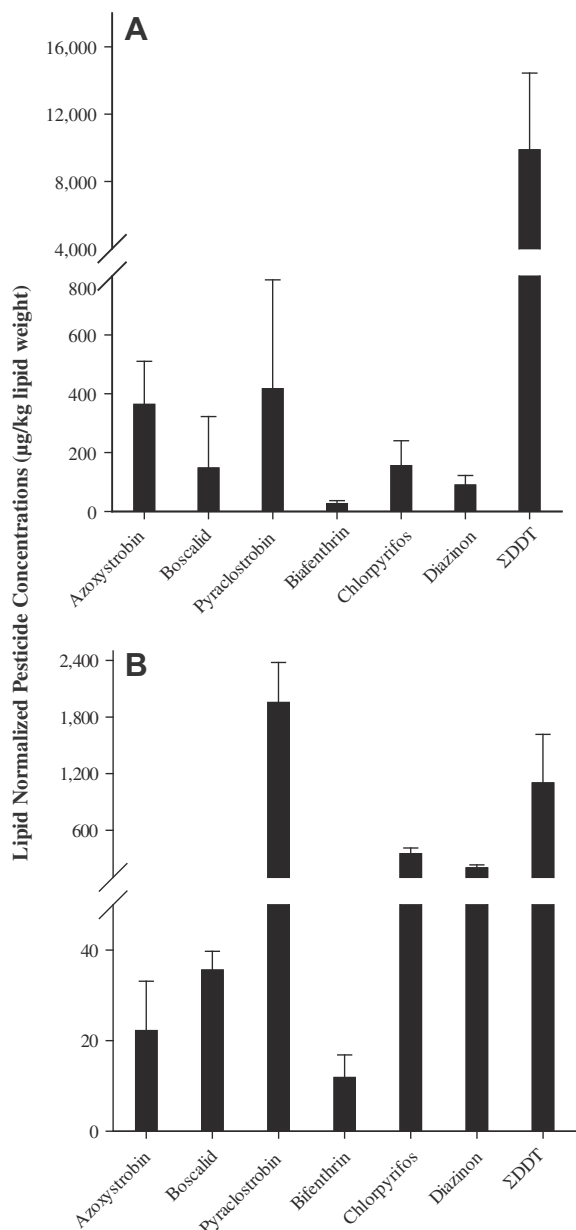 Lipid Normalized Pesticide Concentrations (µg/kg lipid weight)
A
16,000
12,000
8,000
4,000
800
600
400
200
0
Azoxystrobin
Boscalid
Pyraclostrobin
Biafenthrin
Chlorpyrifos
Diazinon
ΣDDT
B
2,400
1,800
1,200
600
40
20
0
Azoxystrobin
Boscalid
Pyraclostrobin
Bifenthrin
Chlorpyrifos
Diazinon
ΣDDT